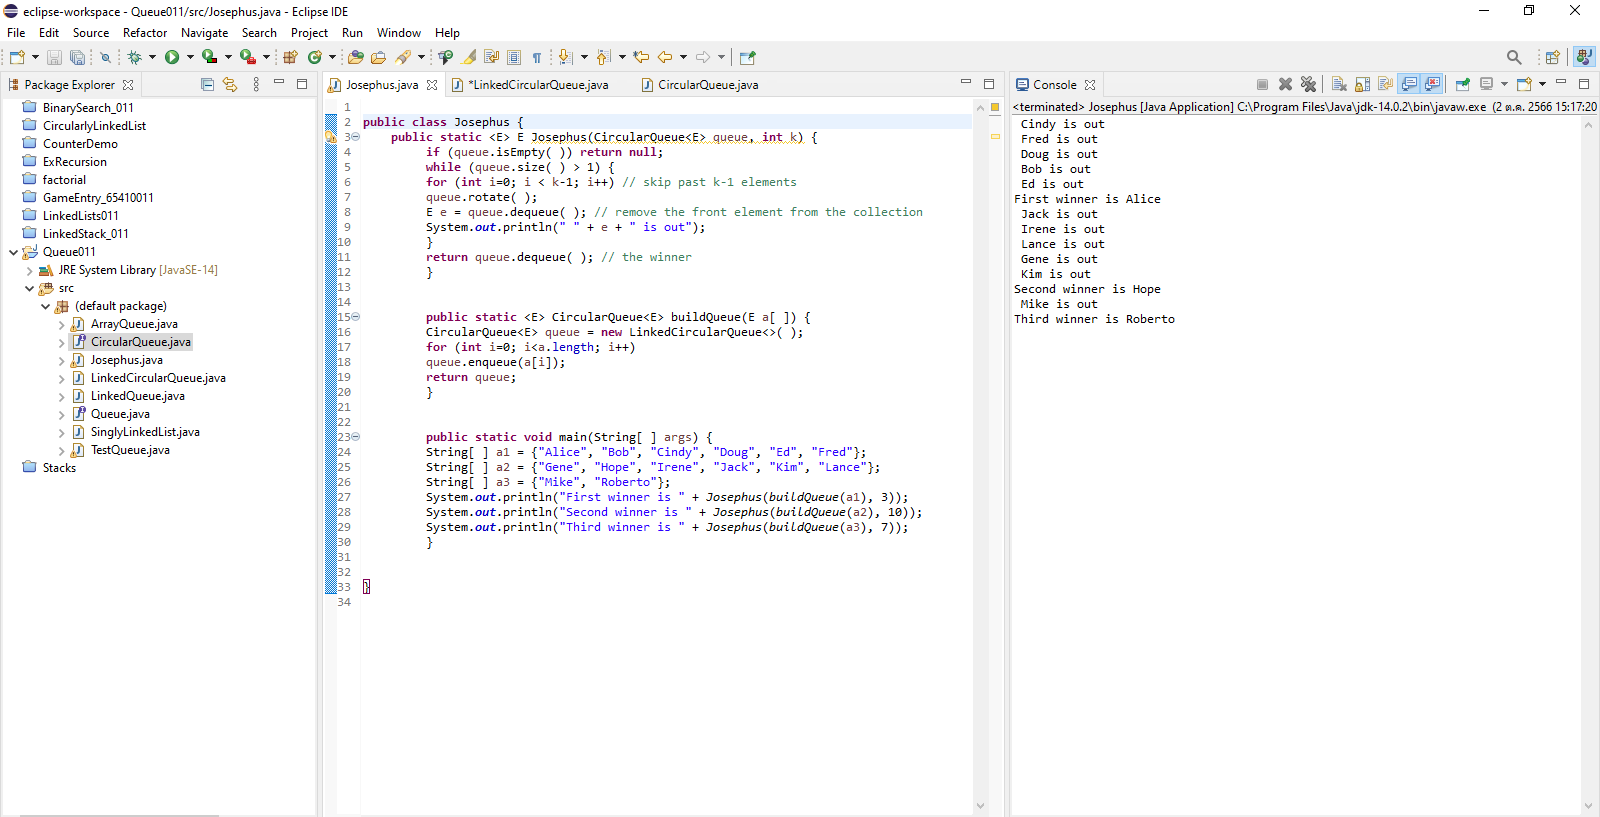 eclipse-workspace - Queue011/src/Josephus.java - Eclipse IDE
File Edit Source Refactor Navigate Search Project Run Window Help
Package Explorer
BinarySearch_011
CircularlyLinkedList
CounterDemo
ExRecursion
factorial
GameEntry_65410011
LinkedLists011
LinkedStack_011
Queue011
JRE System Library [JavaSE-14]
src
(default package)
ArrayQueue.java
CircularQueue.java
Josephus.java
LinkedCircularQueue.java
LinkedQueue.java
Queue.java
SinglyLinkedList.java
TestQueue.java
Stacks
Josephus.java *LinkedCircularQueue.java CircularQueue.java
1
2 public class Josephus {
3 public static <E> E Josephus(CircularQueue<E> queue, int k) {
4 if (queue.isEmpty( )) return null;
5 while (queue.size( ) > 1) {
6 for (int i=0; i < k-1; i++) // skip past k-1 elements
7 queue.rotate( );
8 E e = queue.dequeue( ); // remove the front element from the collection
9 System.out.println(" " + e + " is out");
10 }
11 return queue.dequeue( ); // the winner
12 }
13
14
15 public static <E> CircularQueue<E> buildQueue(E a[ ]) {
16 CircularQueue<E> queue = new LinkedCircularQueue<>( );
17 for (int i=0; i<a.length; i++)
18 queue.enqueue(a[i]);
19 return queue;
20 }
21
22
23 public static void main(String[ ] args) {
24 String[ ] a1 = {"Alice", "Bob", "Cindy", "Doug", "Ed", "Fred"};
25 String[ ] a2 = {"Gene", "Hope", "Irene", "Jack", "Kim", "Lance"};
26 String[ ] a3 = {"Mike", "Roberto"};
27 System.out.println("First winner is " + Josephus(buildQueue(a1), 3));
28 System.out.println("Second winner is " + Josephus(buildQueue(a2), 10));
29 System.out.println("Third winner is " + Josephus(buildQueue(a3), 7));
30 }
31
32
33 }
34
Console
<terminated> Josephus [Java Application] C:\Program Files\Java\jdk-14.0.2\bin\javaw.exe (2 ต.ค. 2566 15:17:20
Cindy is out
Fred is out
Doug is out
Bob is out
Ed is out
First winner is Alice
Jack is out
Irene is out
Lance is out
Gene is out
Kim is out
Second winner is Hope
Mike is out
Third winner is Roberto